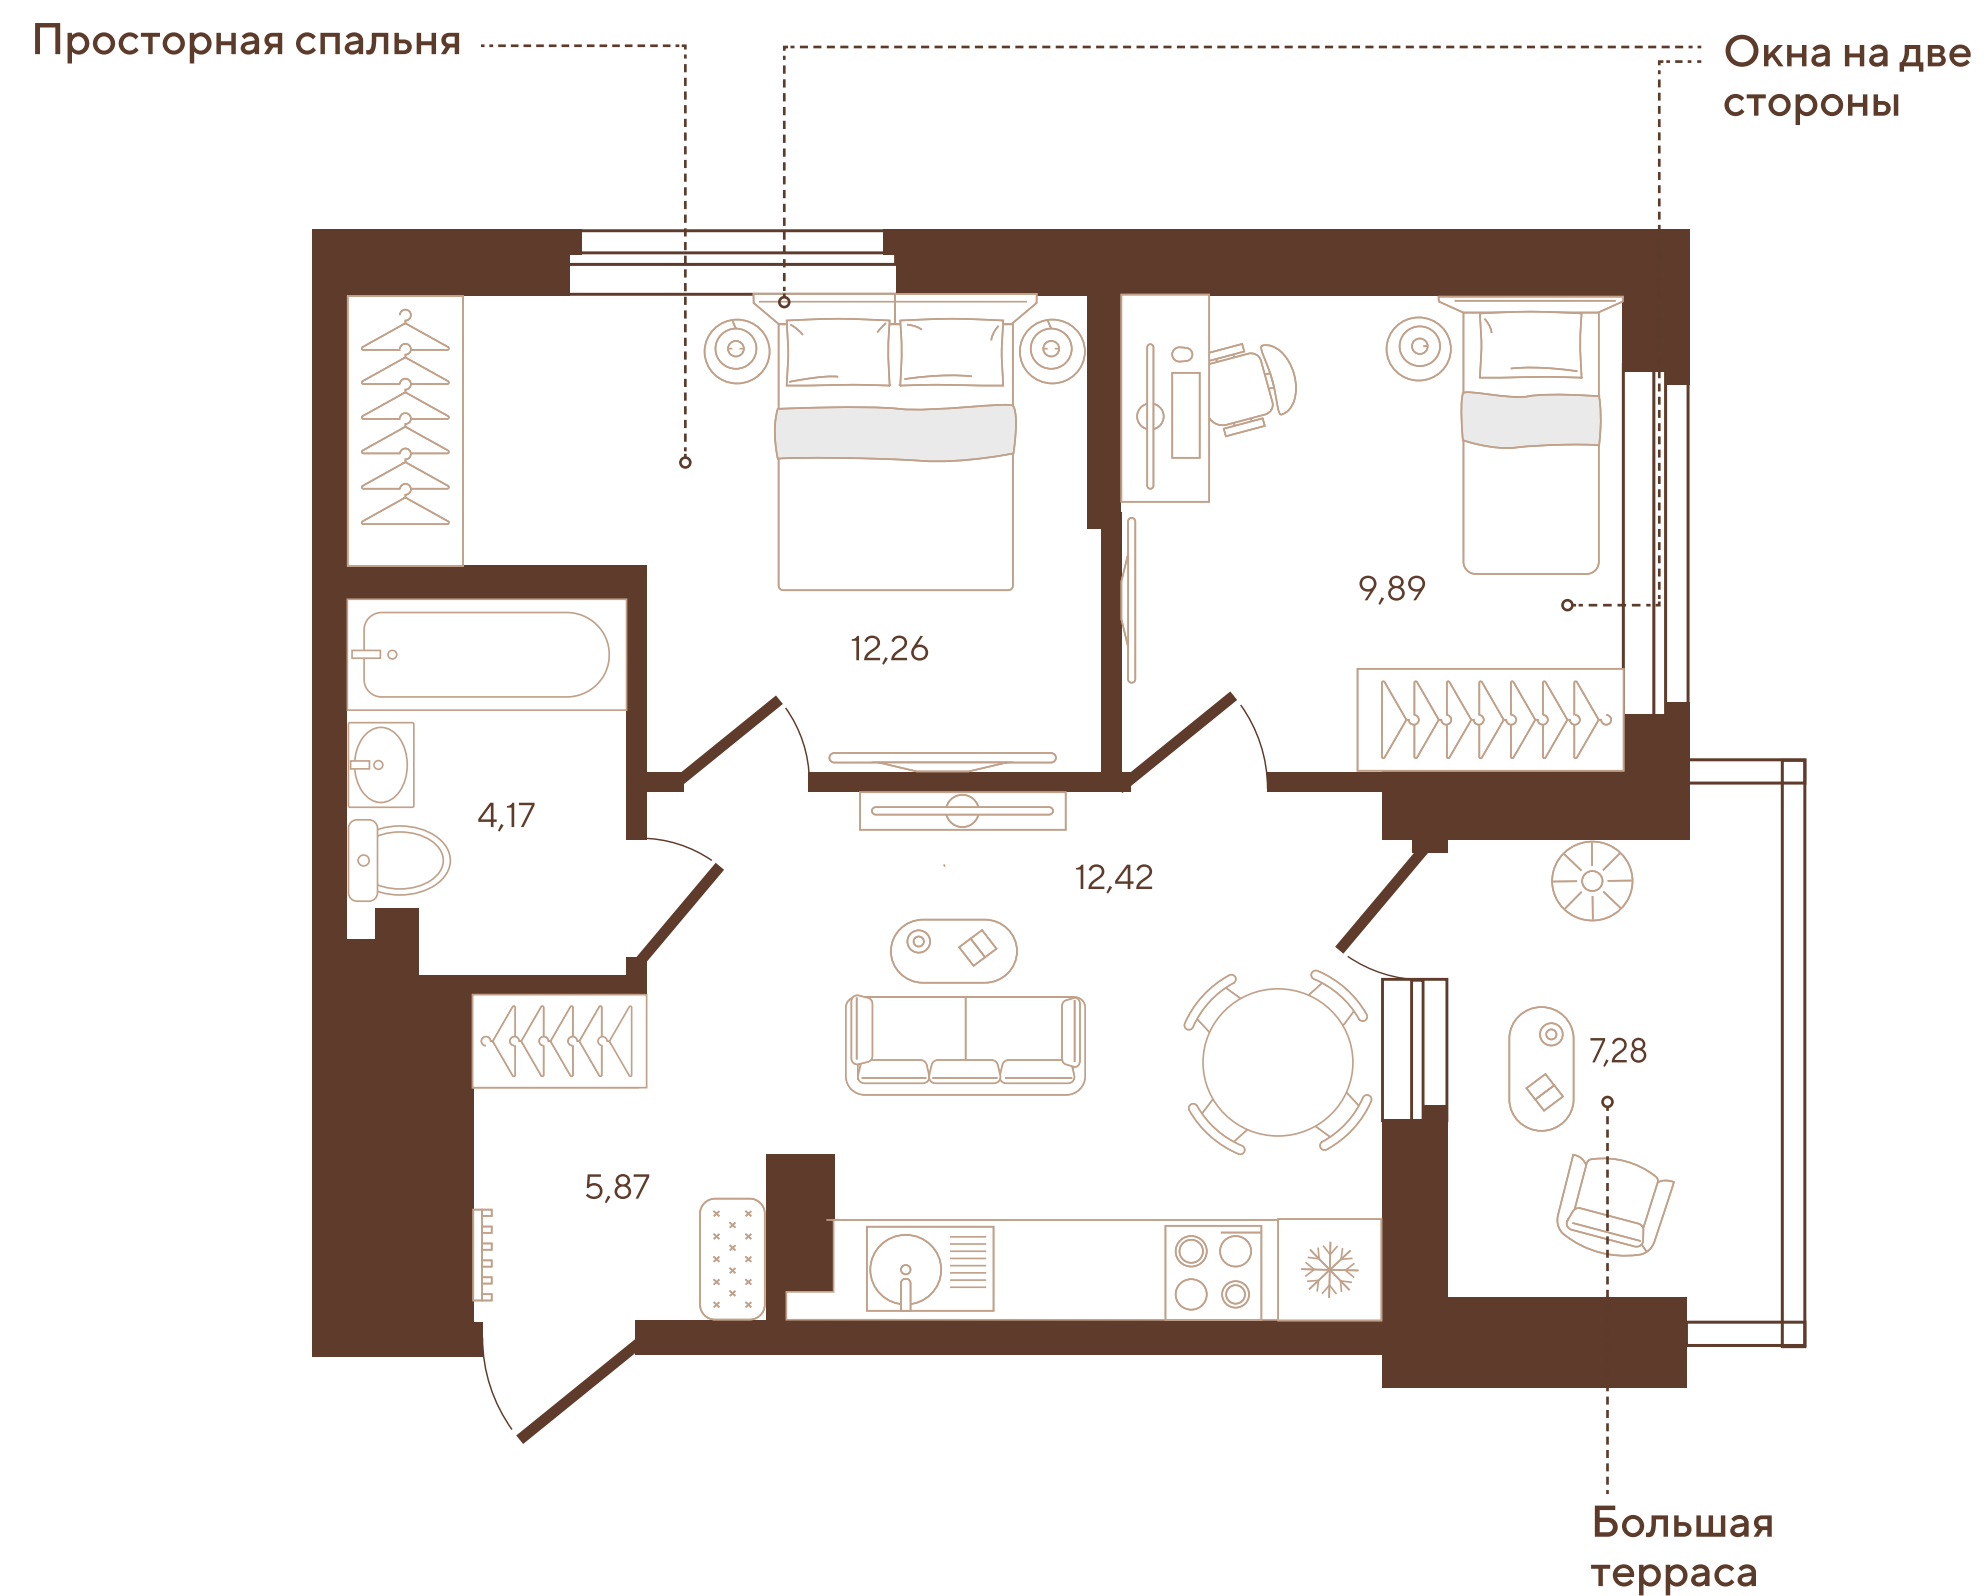 Просторная спальня
Окна на две
стороны
9,89
12,26
4,17
12,42
7,28
5,87
Большая
терраса